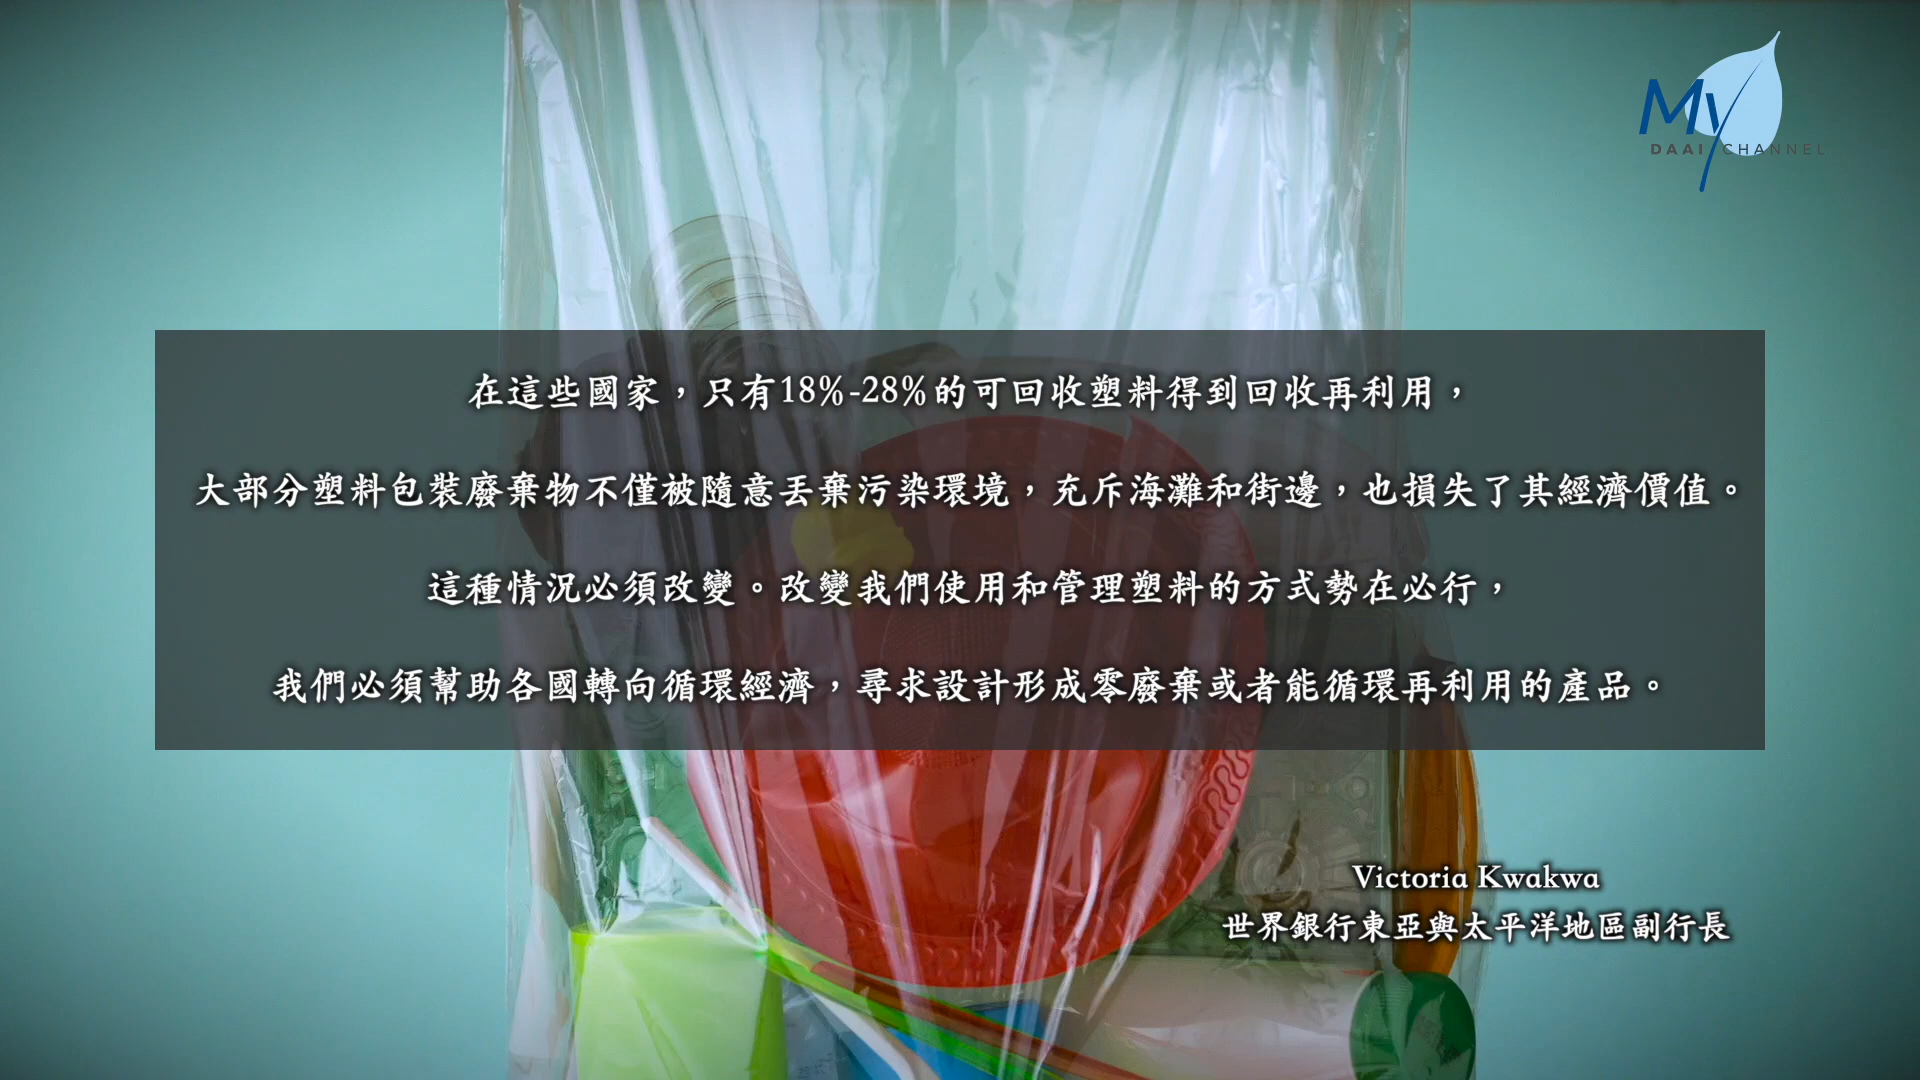 My
DAAI CHANNEL
在這些國家，只有18%-28%的可回收塑料得到回收再利用，
大部分塑料包裝廢棄物不僅被隨意丟棄污染環境，充斥海灘和街邊，也損失了其經濟價值。
這種情況必須改變。改變我們使用和管理塑料的方式勢在必行，
我們必須幫助各國轉向循環經濟，尋求設計形成零廢棄或者能循環再利用的產品。
Victoria Kwakwa
世界銀行東亞與太平洋地區副行長